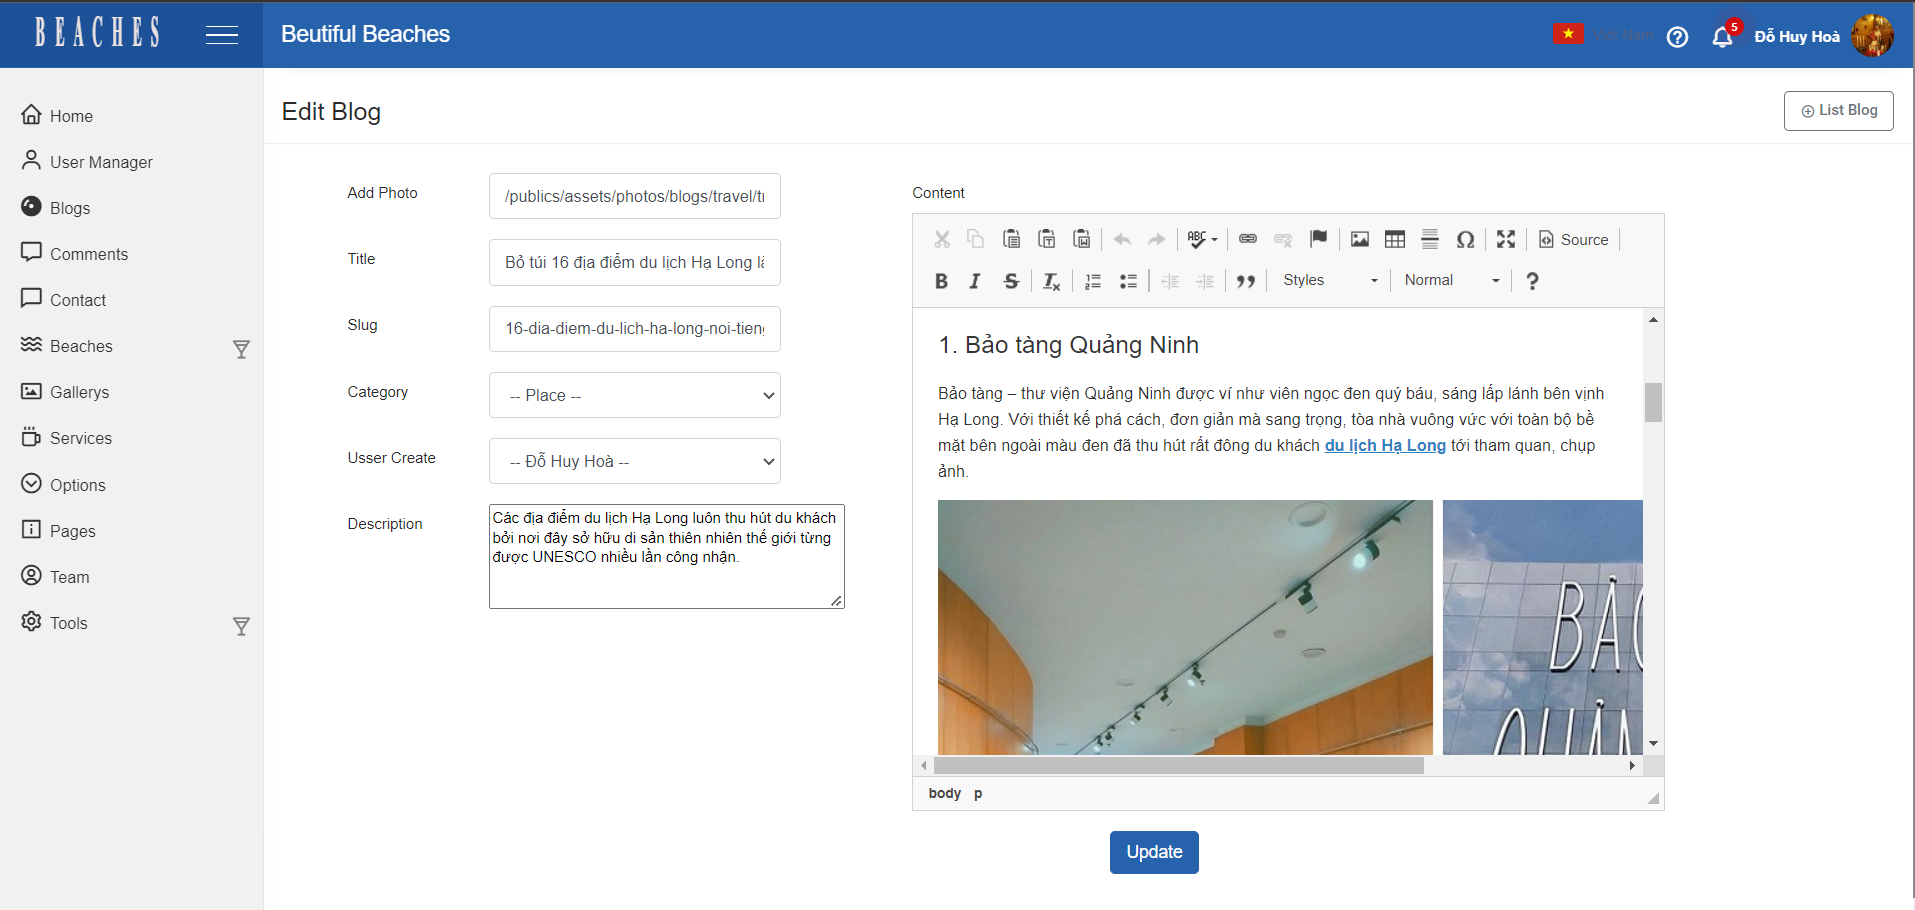 BEACHES
Beutiful Beaches
Việt Nam
5
Đỗ Huy Hoà
Home
User Manager
Blogs
Comments
Contact
Beaches
Gallerys
Services
Options
Pages
Team
Tools
Edit Blog
List Blog
Add Photo
/publics/assets/photos/blogs/travel/tr
Title
Bỏ túi 16 địa điểm du lịch Hạ Long
Slug
16-dia-diem-du-lich-ha-long-noi-tieng
Category
-- Place --
Usser Create
-- Đỗ Huy Hoà --
Description
Các địa điểm du lịch Hạ Long luôn thu hút du khách
bởi nơi đây sở hữu di sản thiên nhiên thế giới từng
được UNESCO nhiều lần công nhận.
Content
ABC
Source
Styles
Normal
1. Bảo tàng Quảng Ninh
Bảo tàng – thư viện Quảng Ninh được ví như viên ngọc đen quý báu, sáng lấp lánh bên vịnh
Hạ Long. Với thiết kế phá cách, đơn giản mà sang trọng, tòa nhà vuông vức với toàn bộ bề
mặt bên ngoài màu đen đã thu hút rất đông du khách du lịch Hạ Long tới tham quan, chụp
ảnh.
BẢO
QUẢN
body p
Update